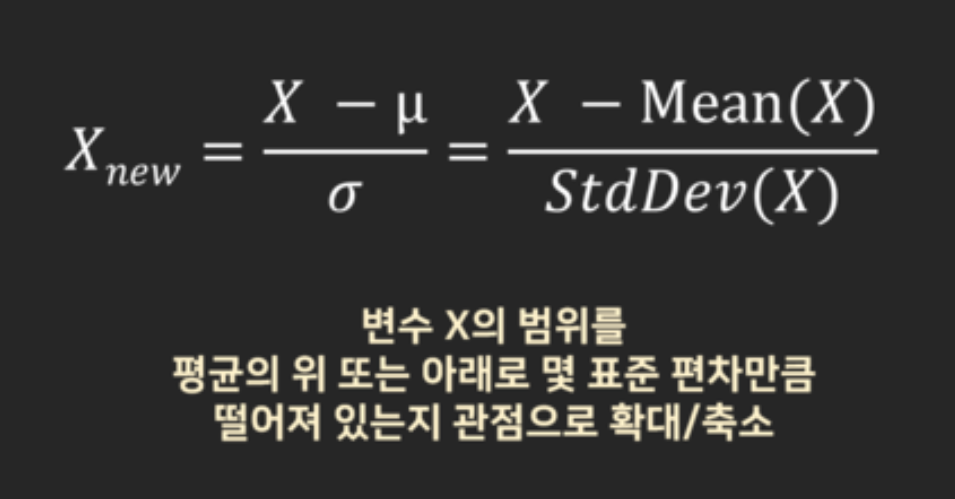 X_new = (X − μ) / σ = (X − Mean(X)) / StdDev(X)
변수 X의 범위를
평균의 위 또는 아래로 몇 표준 편차만큼
떨어져 있는지 관점으로 확대/축소